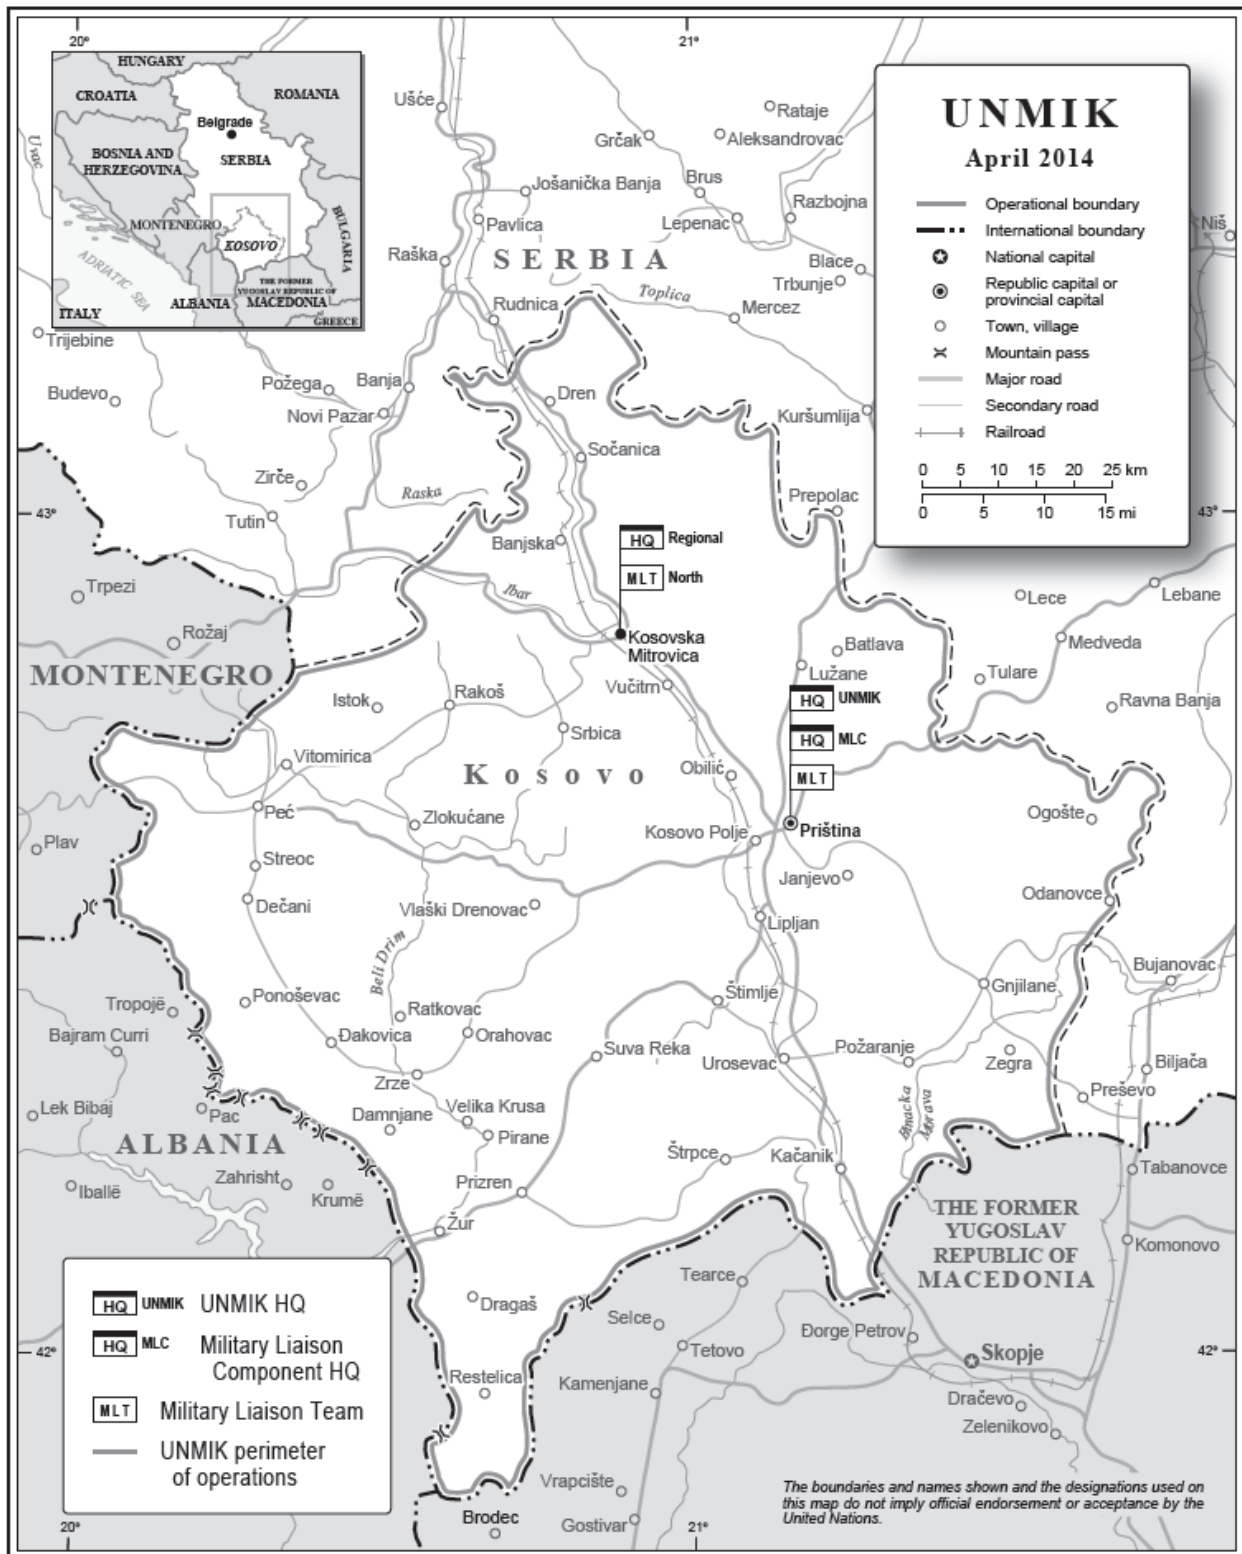 20°
21°
HUNGARY
CROATIA
ROMANIA
Belgrade
BOSNIA AND
HERZEGOVINA
SERBIA
MONTENEGRO
KOSOVO
BULGARIA
ADRIATIC SEA
THE FORMER
YUGOSLAV REPUBLIC OF
MACEDONIA
ALBANIA
ITALY
GREECE
UNMIK
April 2014
Operational boundary
International boundary
National capital
Republic capital or
provincial capital
Town, village
Mountain pass
Major road
Secondary road
Railroad
0 5 10 15 20 25 km
0 5 10 15 mi
Uvac
Ušće
Rataje
Grčak
Aleksandrovac
Brus
Jošanička Banja
Razbojna
Pavlica
Lepenac
Niš
Raška
SERBIA
Blace
Trbunje
Toplica
Rudnica
Mercez
Trijebine
Požega
Banja
Budevo
Dren
Novi Pazar
Kuršumlija
Sočanica
Zirče
Raska
Prepolac
43°
Tutin
43°
Banjska
HQ Regional
MLT North
Trpezi
Ibar
Lece
Lebane
Rožaj
Kosovska
Mitrovica
Batlava
Medveda
MONTENEGRO
Lužane
Tulare
Vučitrn
Istok
Rakoš
HQ UNMIK
Ravna Banja
Srbica
HQ MLC
Vitomirica
Kosovo
Obilić
MLT
Peć
Zlokućane
Ogošte
Kosovo Polje
Priština
Plav
Streoc
Janjevo
Dečani
Vlaški Drenovac
Odanovce
Lipljan
Beli Drim
Bujanovac
Štimlje
Gnjilane
Tropojë
Ponoševac
Ratkovac
Bajram Curri
Đakovica
Orahovac
Suva Reka
Požaranje
Urosevac
Zegra
Biljača
Zrze
Preševo
Lek Bibaj
Pac
Damnjane
Velika Krusa
Morava
ALBANIA
Pirane
Štrpce
Kačanik
Tabanovce
Zahrisht
Iballë
Krumë
Prizren
THE FORMER
YUGOSLAV
REPUBLIC OF
MACEDONIA
Žur
Komonovo
Tearce
HQ UNMIK UNMIK HQ
HQ MLC Military Liaison
Component HQ
MLT Military Liaison Team
UNMIK perimeter
of operations
Dragaš
Selce
Đorge Petrov
Skopje
42°
Tetovo
42°
Restelica
Kamenjane
Dračevo
Zelenikovo
Vrapcište
Brodec
Gostivar
The boundaries and names shown and the designations used on
this map do not imply official endorsement or acceptance by the
United Nations.
20°
21°